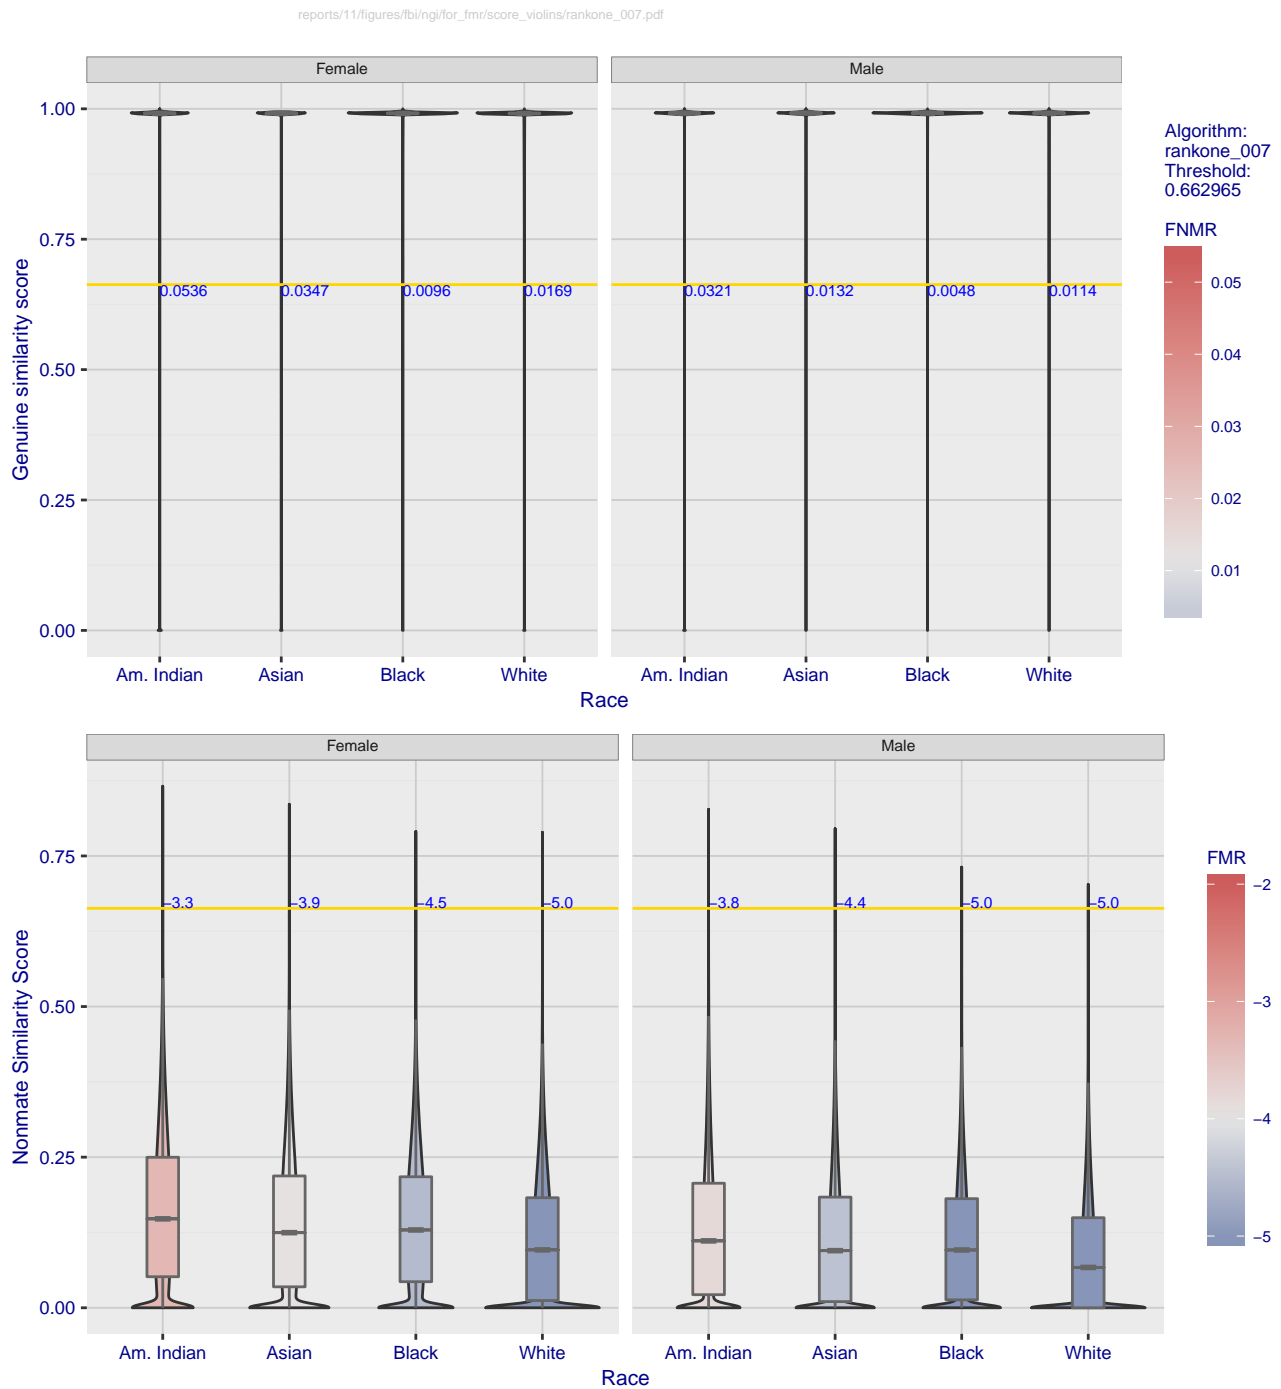 reports/11/figures/fbi/ngi/for_fmr/score_violins/rankone_007.pdf
Female
Male
Genuine similarity score
1.00
0.75
0.50
0.25
0.00
0.0536
0.0347
0.0096
0.0169
0.0321
0.0132
0.0048
0.0114
Am. Indian
Asian
Black
White
Am. Indian
Asian
Black
White
Race
Algorithm:
rankone_007
Threshold:
0.662965
FNMR
0.05
0.04
0.03
0.02
0.01
Female
Male
Nonmate Similarity Score
0.75
0.50
0.25
0.00
−3.3
−3.9
−4.5
−5.0
−3.8
−4.4
−5.0
−5.0
Am. Indian
Asian
Black
White
Am. Indian
Asian
Black
White
Race
FMR
−2
−3
−4
−5